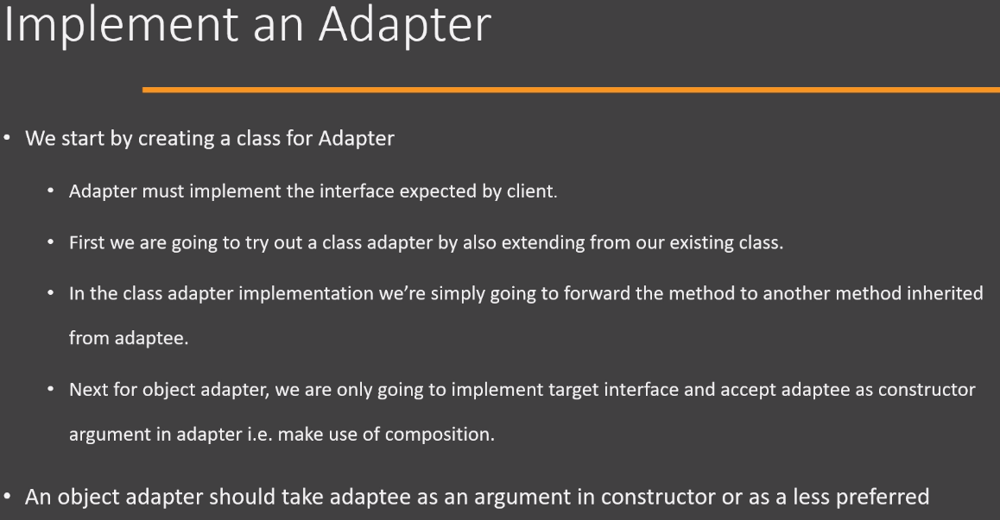 Implement an Adapter
• We start by creating a class for Adapter
• Adapter must implement the interface expected by client.
• First we are going to try out a class adapter by also extending from our existing class.
• In the class adapter implementation we’re simply going to forward the method to another method inherited
from adaptee.
• Next for object adapter, we are only going to implement target interface and accept adaptee as constructor
argument in adapter i.e. make use of composition.
• An object adapter should take adaptee as an argument in constructor or as a less preferred